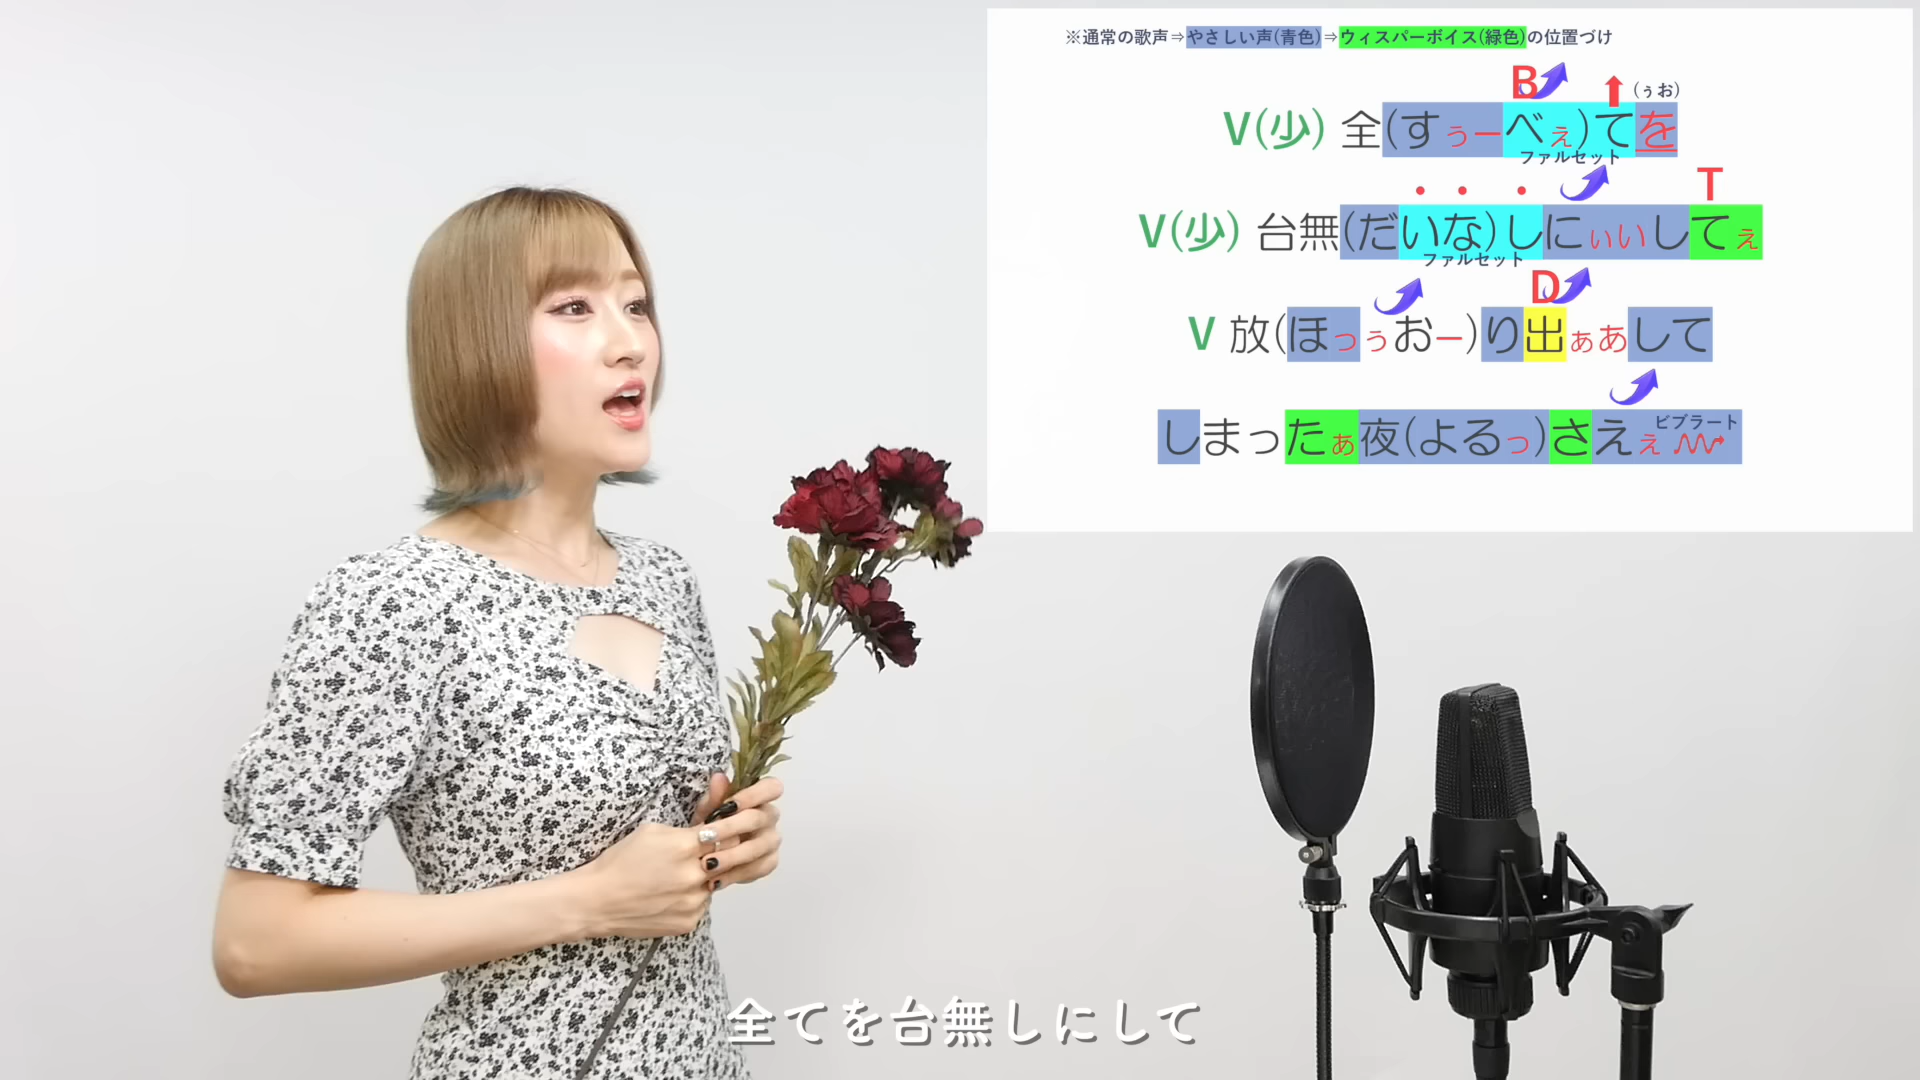 ※通常の歌声⇒やさしい声(青色)⇒ウィスパーボイス(緑色)の位置づけ
B (ぅお)
V(少) 全(すぅーべぇ)てを
ファルセット
・・・ T
V(少) 台無(だいな)しにぃいしてぇ
ファルセット
D
V 放(ほっぅおー)り出ぁあして
ビブラート
しまったぁ夜(よるっ)さえぇ
全てを台無しにして